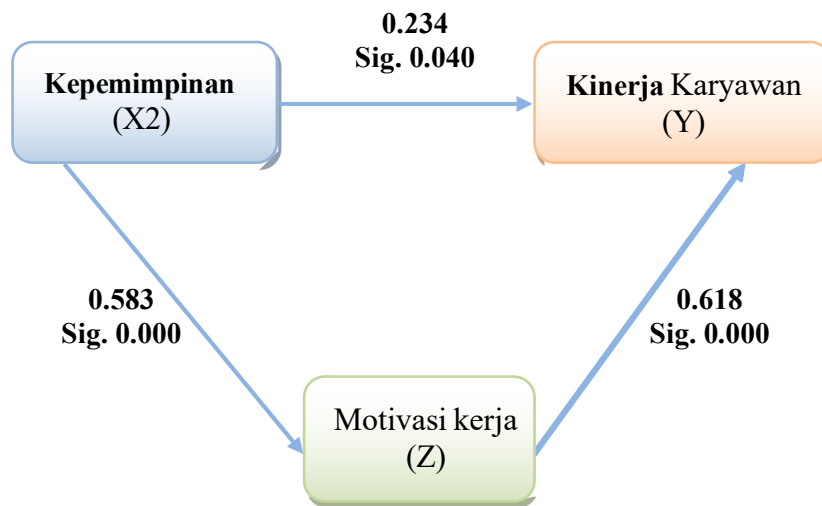 0.234
Sig. 0.040
Kepemimpinan
(X2)
Kinerja Karyawan
(Y)
0.583
Sig. 0.000
0.618
Sig. 0.000
Motivasi kerja
(Z)